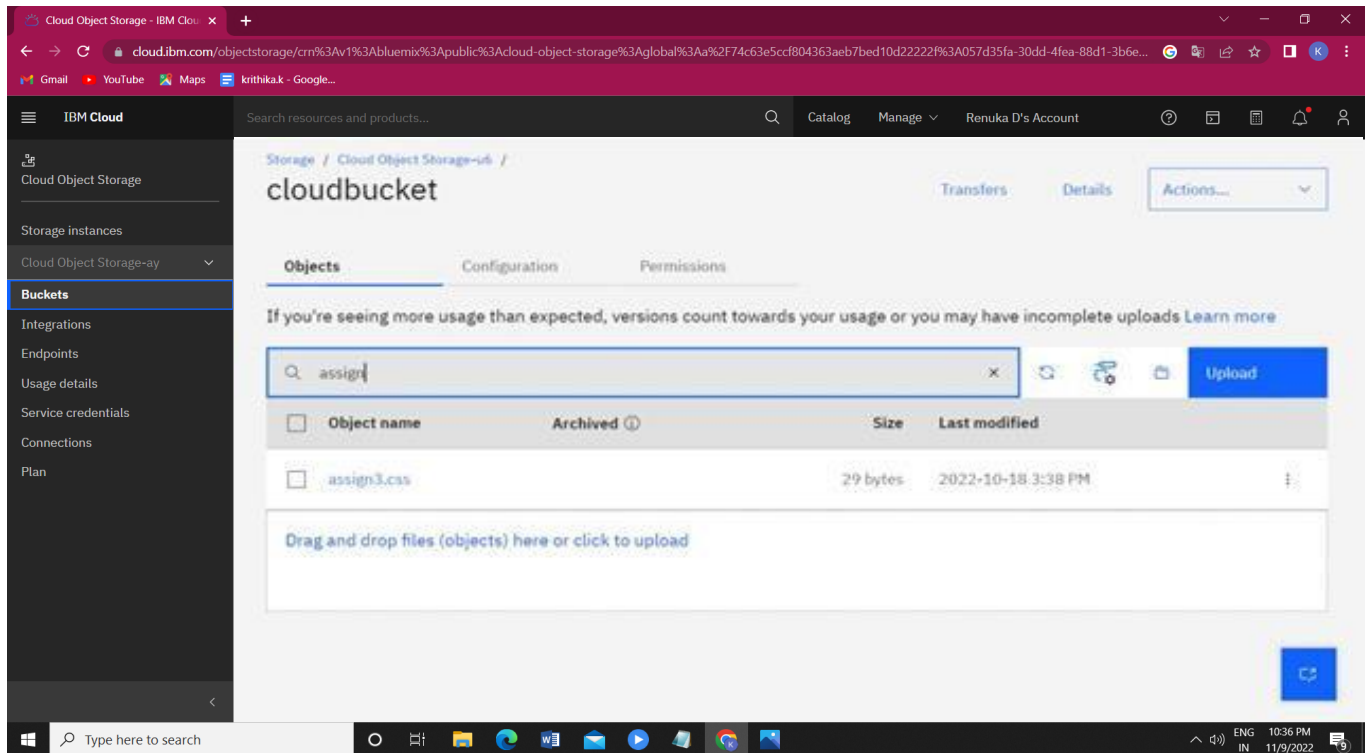 Cloud Object Storage - IBM Clou
cloud.ibm.com/objectstorage/crn%3Av1%3Abluemix%3Apublic%3Acloud-object-storage%3Aglobal%3Aa%2F74c63e5ccf804363aeb7bed10d22222f%3A057d35fa-30dd-4fea-88d1-3b6e...
Gmail YouTube Maps krithika.k - Google...
IBM Cloud Search resources and products... Catalog Manage Renuka D's Account
Storage / Cloud Object Storage-u6 /
Cloud Object Storage
cloudbucket Transfers Details Actions...
Storage instances
Cloud Object Storage-ay
Objects Configuration Permissions
Buckets
If you're seeing more usage than expected, versions count towards your usage or you may have incomplete uploads Learn more
Integrations
Endpoints
Usage details
Service credentials
Connections
Plan
assign Upload
Object name Archived Size Last modified
assign3.css 29 bytes 2022-10-18 3:38 PM
Drag and drop files (objects) here or click to upload
Type here to search
ENG 10:36 PM
IN 11/9/2022
9
K